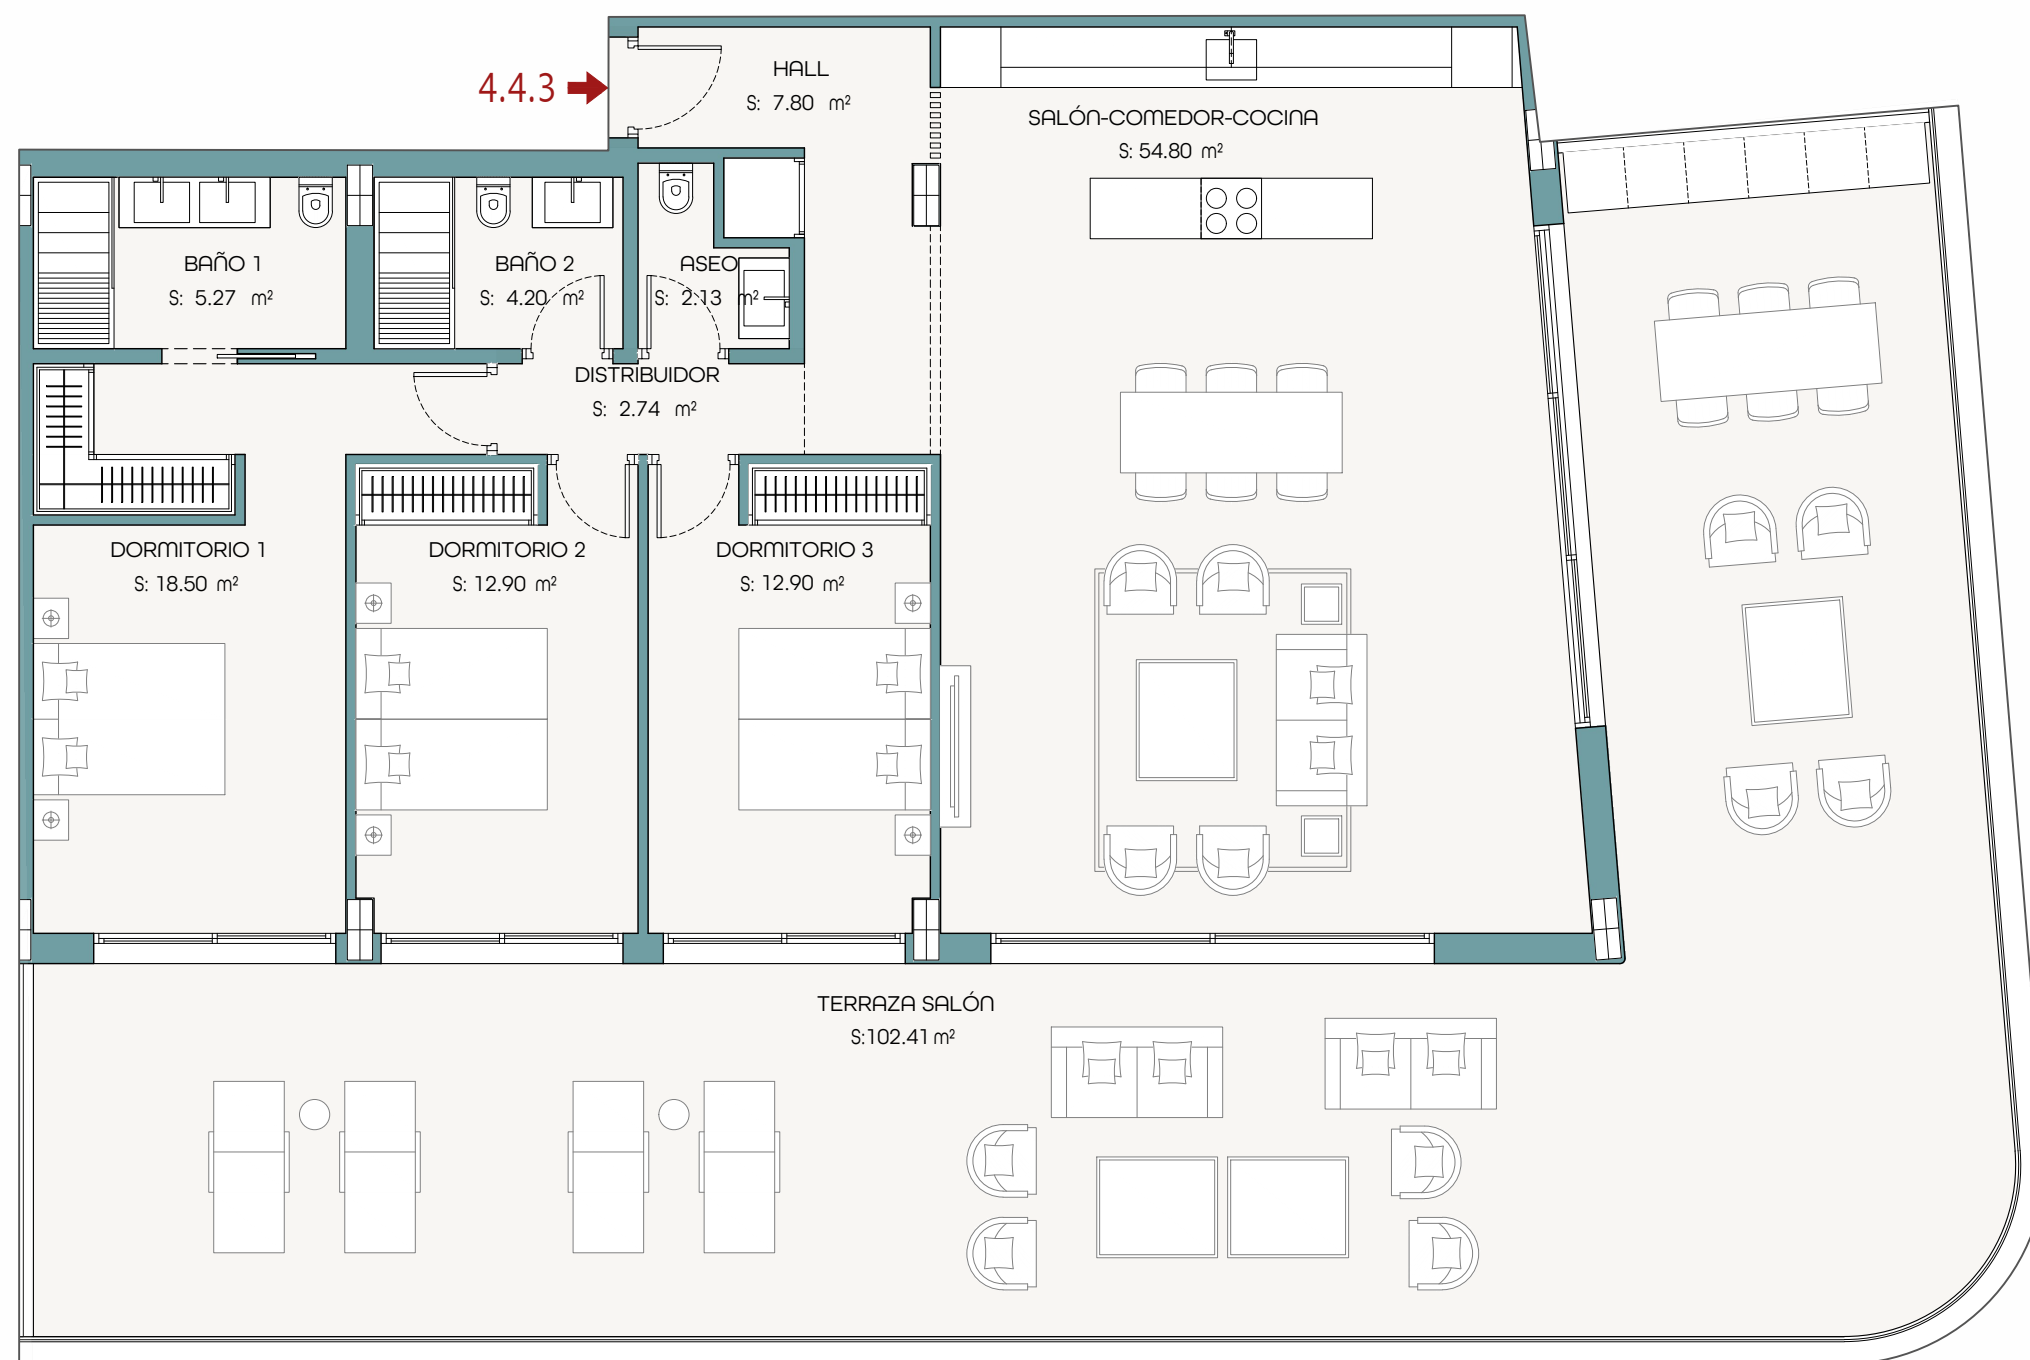 4.4.3
HALL
S: 7.80 m²
SALÓN-COMEDOR-COCINA
S: 54.80 m²
BAÑO 1
S: 5.27 m²
BAÑO 2
S: 4.20 m²
ASEO
S: 2.13 m²
DISTRIBUIDOR
S: 2.74 m²
DORMITORIO 1
S: 18.50 m²
DORMITORIO 2
S: 12.90 m²
DORMITORIO 3
S: 12.90 m²
TERRAZA SALÓN
S:102.41 m²